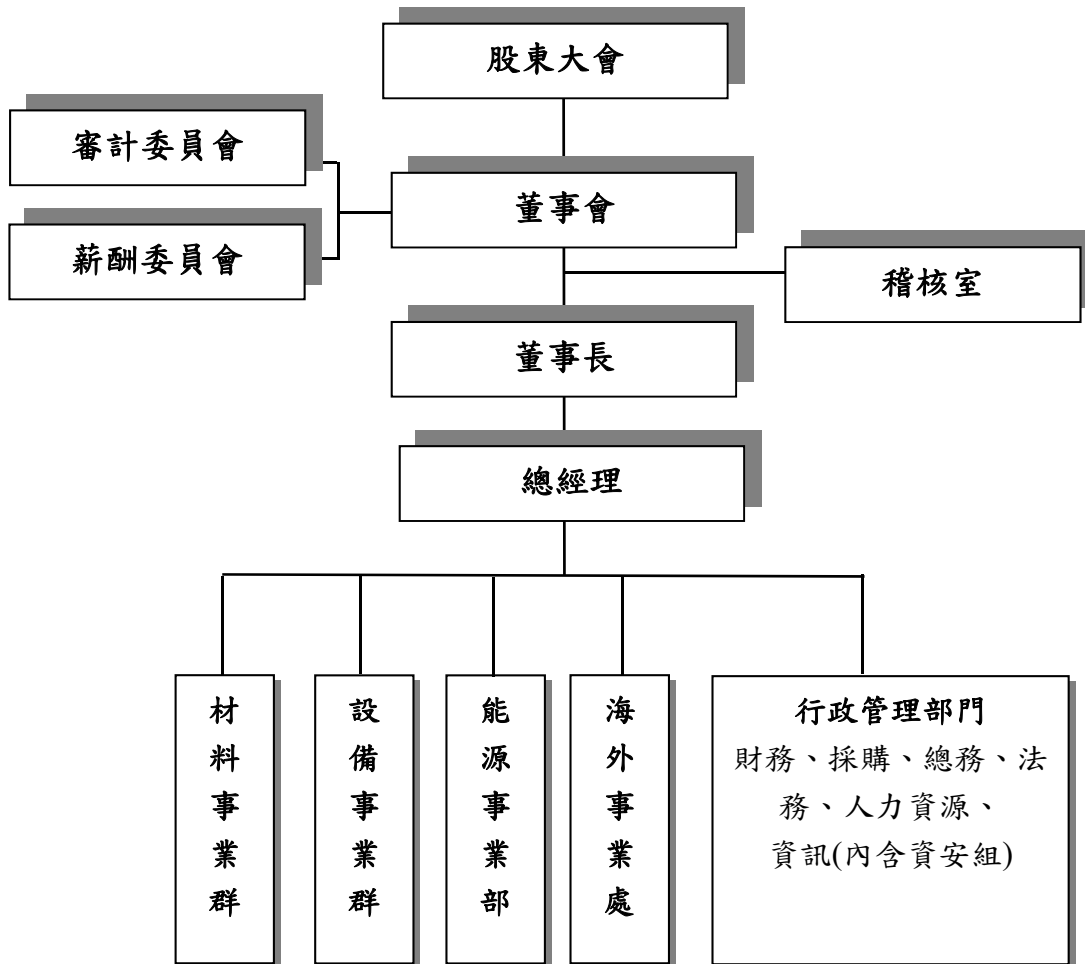 股東大會
審計委員會
董事會
薪酬委員會
稽核室
董事長
總經理
材料事業群
設備事業群
能源事業部
海外事業處
行政管理部門
財務、採購、總務、法
務、人力資源、
資訊(內含資安組)